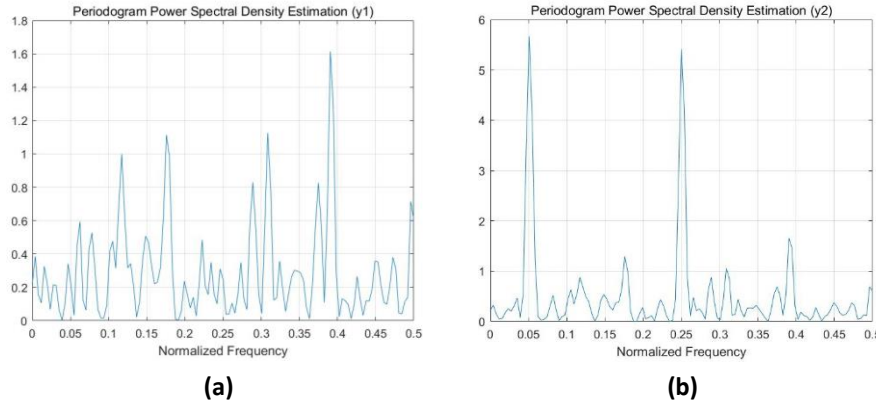 Periodogram Power Spectral Density Estimation (y1)
1.8
1.6
1.4
1.2
1
0.8
0.6
0.4
0.2
0
0 0.05 0.1 0.15 0.2 0.25 0.3 0.35 0.4 0.45 0.5
Normalized Frequency
(a)
Periodogram Power Spectral Density Estimation (y2)
6
5
4
3
2
1
0
0 0.05 0.1 0.15 0.2 0.25 0.3 0.35 0.4 0.45 0.5
Normalized Frequency
(b)